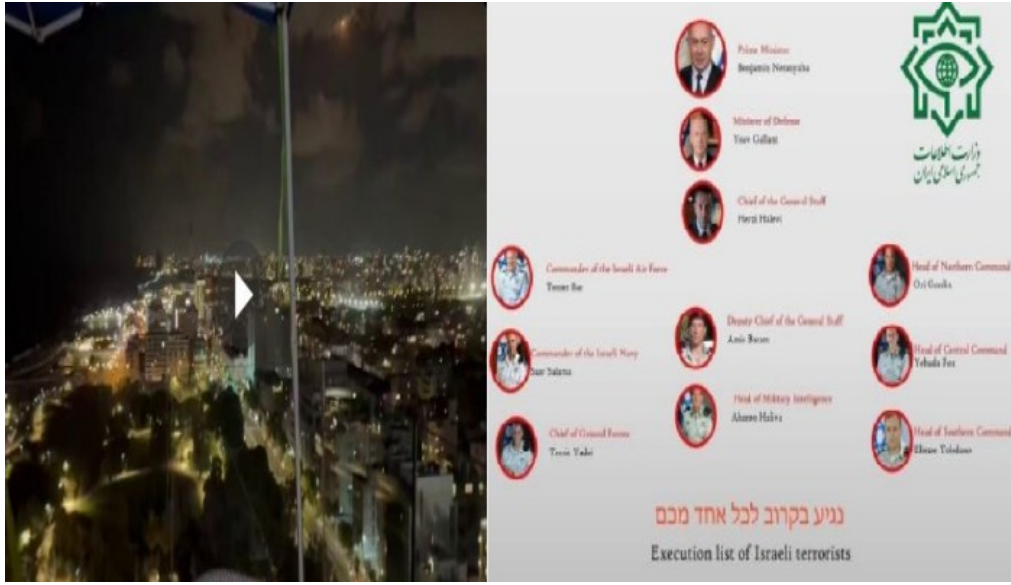 Prime Minister
Benjamin Netanyahu
Minister of Defense
Yoav Gallant
Chief of the General Staff
Herzi Halevi
Commander of the Israeli Air Force
Tomer Bar
Head of Northern Command
Ori Gordin
Deputy Chief of the General Staff
Amir Baram
Commander of the Israeli Navy
Saar Salama
Head of Central Command
Yehuda Fox
Head of Military Intelligence
Aharon Haliva
Chief of Ground Forces
Tamir Yadai
Head of Southern Command
Eliezer Toledano
وزارت اطلاعات
جمهوری اسلامی ایران
נגיע בקרוב לכל אחד מכם
Execution list of Israeli terrorists